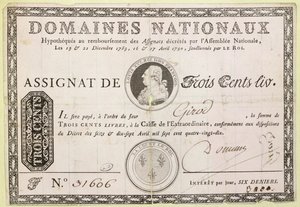 DOMAINES NATIONAUX
Hypothéqués au remboursement des Assignats décrétés par l'Assemblée Nationale,
Les 19 & 21 Décembre 1789, 16 & 17 Avril 1790, sanctionnés par LE ROI.
ASSIGNAT DE Trois Cents liv.
TROIS CENTS
IL sera payé, à l'ordre de la somme de
TROIS CENTS LIVRES, à la Caisse de l'Extraordinaire, conformément aux dispositions
du Décret des seize & dix-sept Avril mil sept cent quatre-vingt-dix.
N.° 31606
INTÉRÊT par jour, SIX DENIERS.